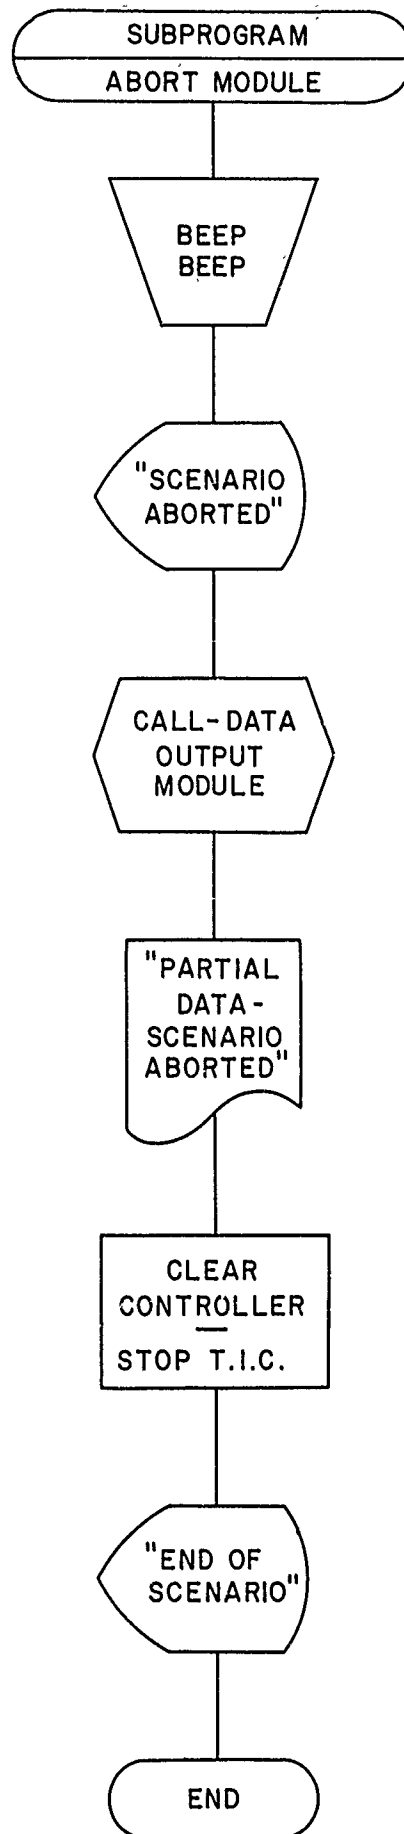 SUBPROGRAM
ABORT MODULE
BEEP
BEEP
"SCENARIO
ABORTED"
CALL-DATA
OUTPUT
MODULE
"PARTIAL
DATA-
SCENARIO
ABORTED"
CLEAR
CONTROLLER
—
STOP T.I.C.
"END OF
SCENARIO"
END